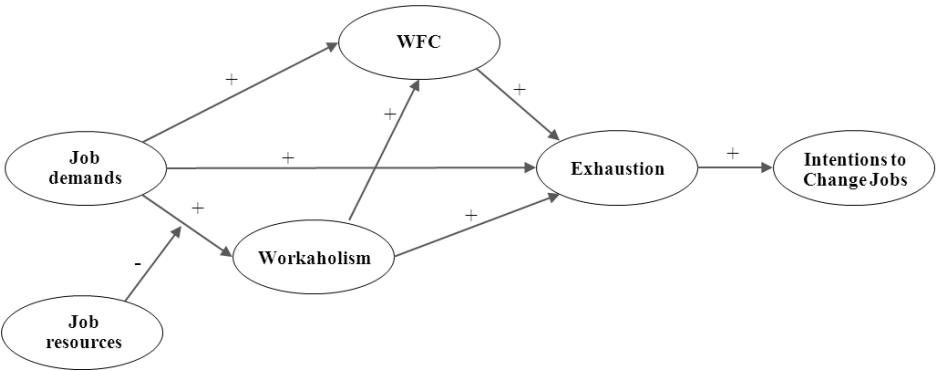 WFC
+
+
+
Job
demands
+
Exhaustion
+
Intentions to
Change Jobs
+
+
Workaholism
-
Job
resources